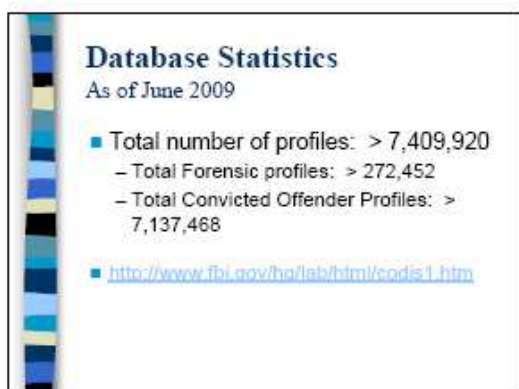 Database Statistics
As of June 2009
Total number of profiles: > 7,409,920
– Total Forensic profiles: > 272,452
– Total Convicted Offender Profiles: >
7,137,468
http://www.fbi.gov/hq/lab/html/codis1.htm